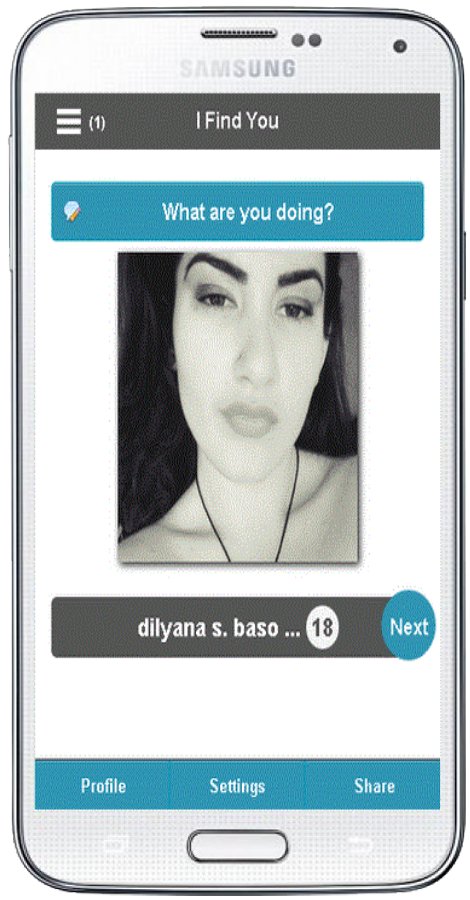 SAMSUNG
(1) I Find You
What are you doing?
dilyana s. baso ... 18 Next
Profile Settings Share